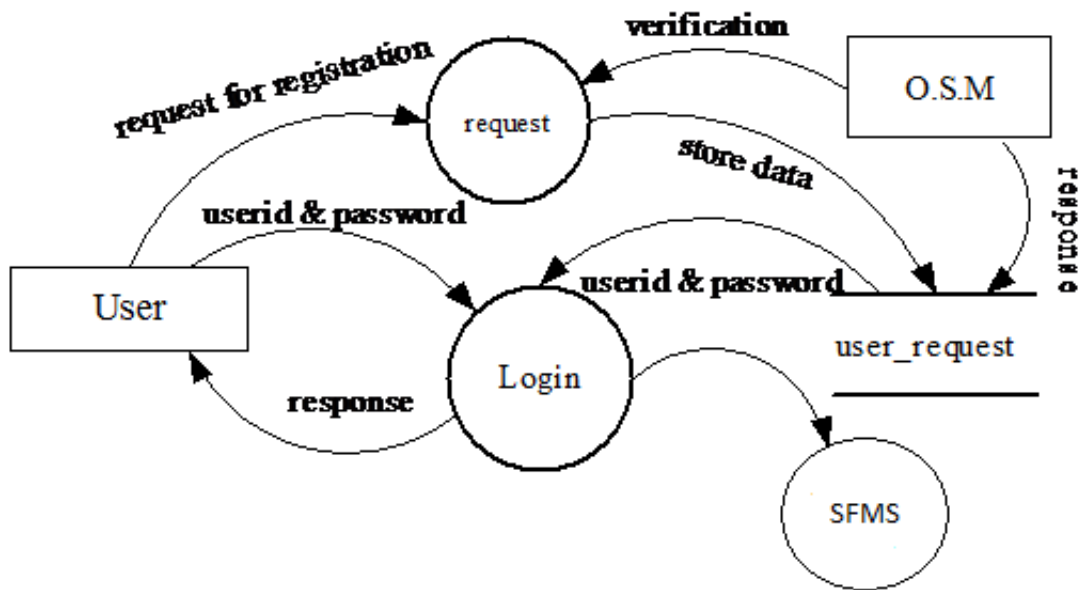 verification
O.S.M
request for registration
request
store data
response
userid & password
userid & password
User
user_request
Login
response
SFMS